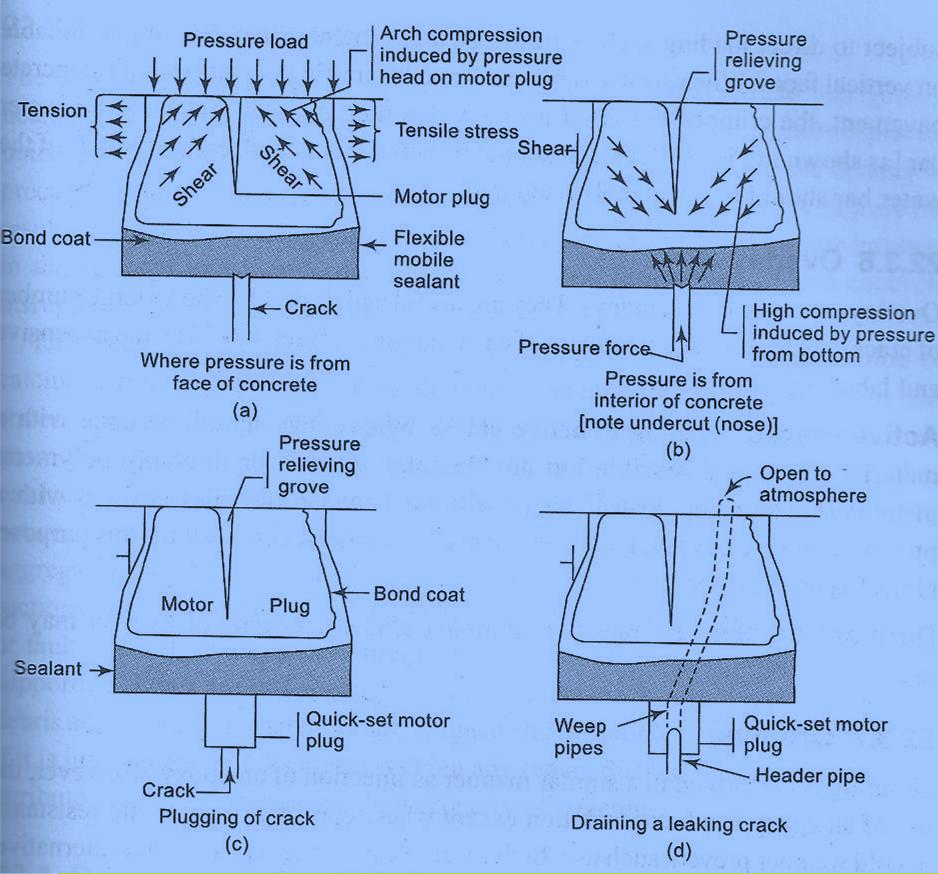 Pressure load
Arch compression
induced by pressure
head on motor plug
Tension
Tensile stress
Shear
Shear
Motor plug
Bond coat
Flexible
mobile
sealant
Crack
Where pressure is from
face of concrete
(a)
Pressure
relieving
grove
Shear
High compression
induced by pressure
from bottom
Pressure force
Pressure is from
interior of concrete
[note undercut (nose)]
(b)
Pressure
relieving
grove
Motor Plug
Bond coat
Sealant
Quick-set motor
plug
Crack
Plugging of crack
(c)
Open to
atmosphere
Weep
pipes
Quick-set motor
plug
Header pipe
Draining a leaking crack
(d)